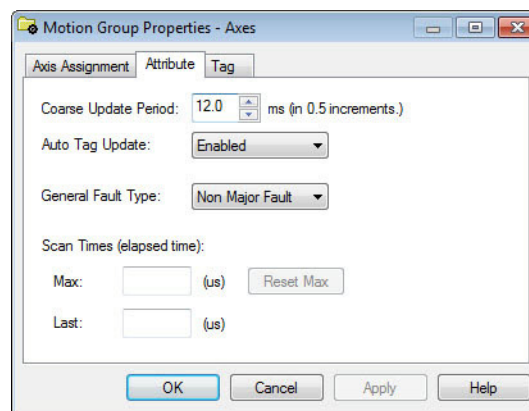 Motion Group Properties - Axes
Axis Assignment Attribute Tag
Coarse Update Period: 12.0 ms (in 0.5 increments.)
Auto Tag Update: Enabled
General Fault Type: Non Major Fault
Scan Times (elapsed time):
Max: (us) Reset Max
Last: (us)
OK Cancel Apply Help